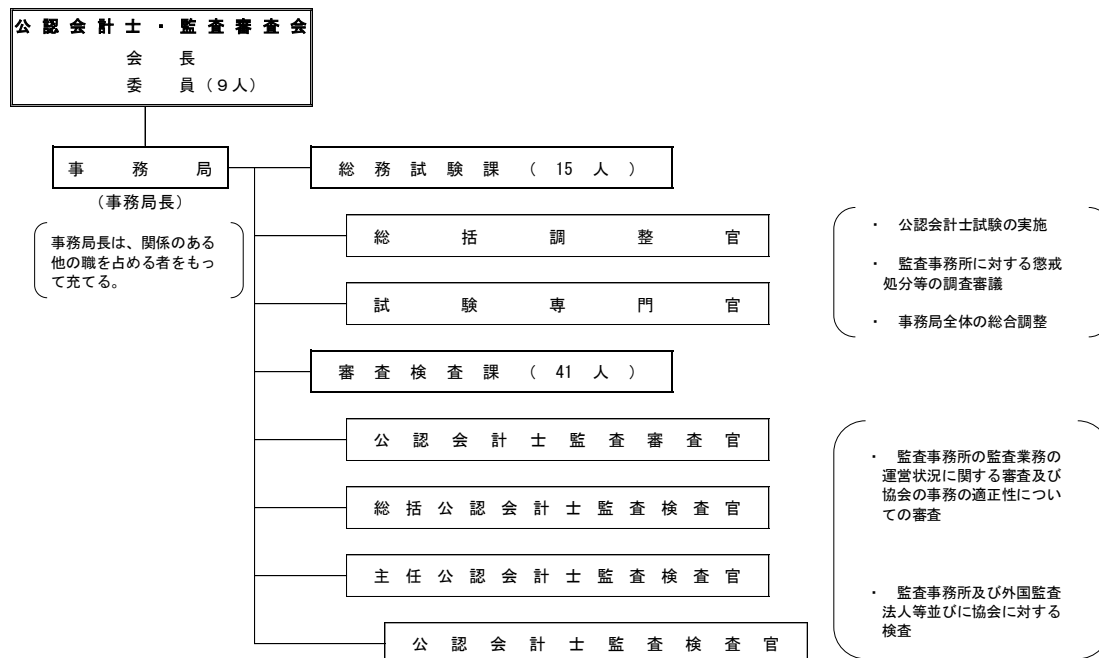 公認会計士・監査審査会
会長
委員(9人)
事務局
(事務局長)
事務局長は、関係のある
他の職を占める者をもっ
て充てる。
総務試験課(15人)
総括調整官
試験専門官
・ 公認会計士試験の実施
・ 監査事務所に対する懲戒
処分等の調査審議
・ 事務局全体の総合調整
審査検査課(41人)
公認会計士監査審査官
総括公認会計士監査検査官
主任公認会計士監査検査官
公認会計士監査検査官
・ 監査事務所の監査業務の
運営状況に関する審査及び
協会の事務の適正性につい
ての審査
・ 監査事務所及び外国監査
法人等並びに協会に対する
検査